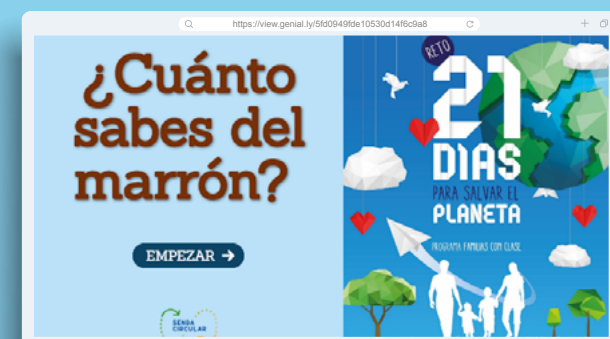 https://view.genial.ly/5fd0949fde10530d14f6c9a8
¿Cuánto
sabes del
marrón?
EMPEZAR →
SENDA
CIRCULAR
RETO
21
DIAS
PARA SALVAR EL
PLANETA
PROGRAMA FAMILIAS CON CLASE